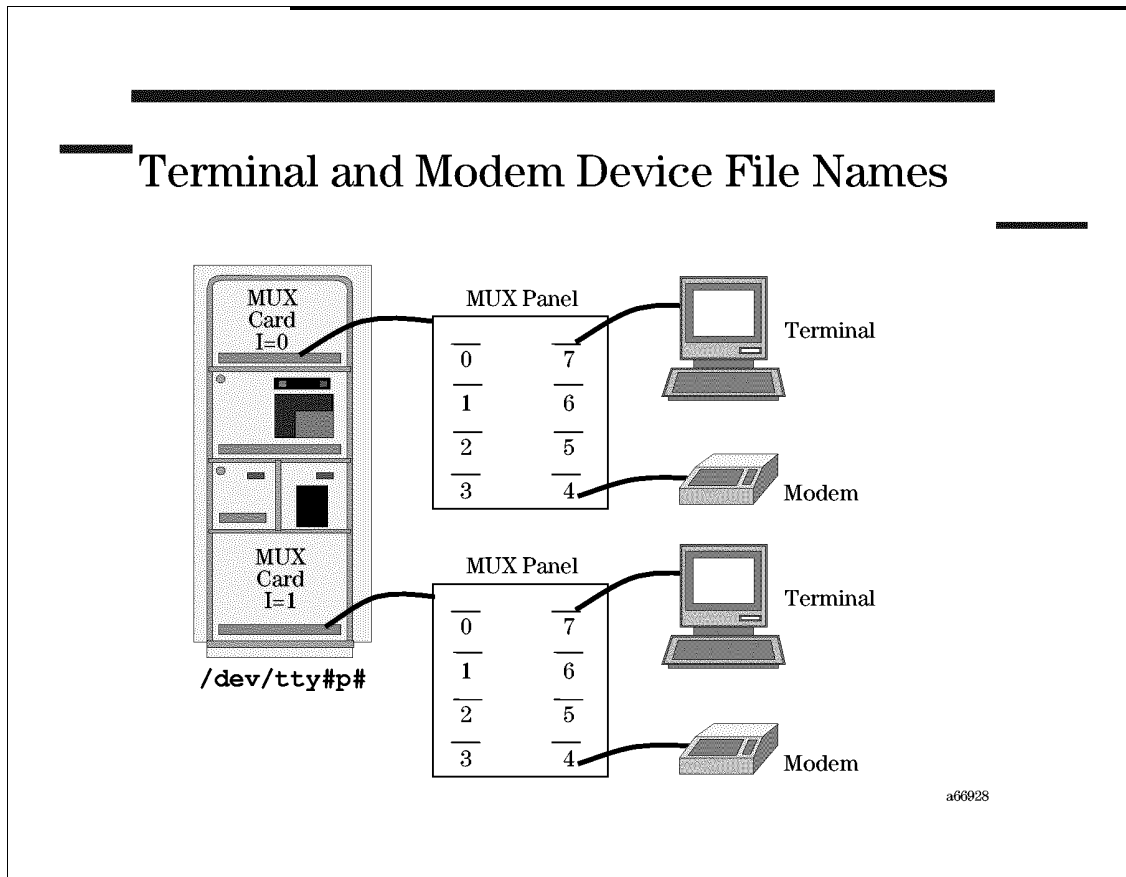 Terminal and Modem Device File Names
MUX
Card
I=0
MUX Panel
0 7
1 6
2 5
3 4
Terminal
Modem
MUX
Card
I=1
/dev/tty#p#
MUX Panel
0 7
1 6
2 5
3 4
Terminal
Modem
a66928